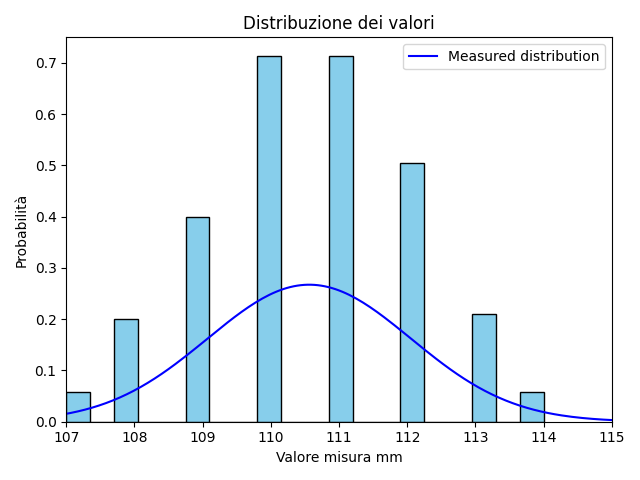 Distribuzione dei valori
Measured distribution
Probabilità
0.7
0.6
0.5
0.4
0.3
0.2
0.1
0.0
107 108 109 110 111 112 113 114 115
Valore misura mm